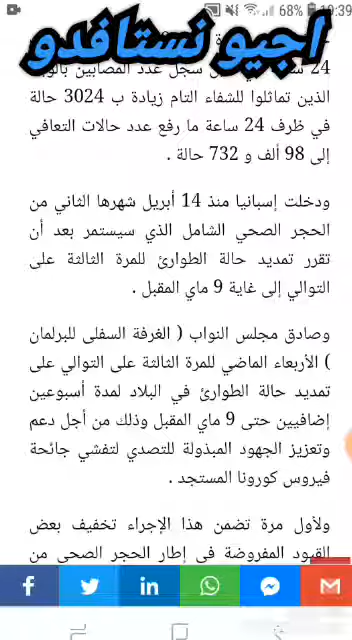 68% 10:39
اجيو نستافدو
عدد المصابين
الذين تماثلوا للشفاء التام زيادة ب 3024 حالة
في ظرف 24 ساعة ما رفع عدد حالات التعافي
إلى 98 ألف و 732 حالة .
ودخلت إسبانيا منذ 14 أبريل شهرها الثاني من
الحجر الصحي الشامل الذي سيستمر بعد أن
تقرر تمديد حالة الطوارئ للمرة الثالثة على
التوالي إلى غاية 9 ماي المقبل .
وصادق مجلس النواب ( الغرفة السفلى للبرلمان
) الأربعاء الماضي للمرة الثالثة على التوالي على
تمديد حالة الطوارئ في البلاد لمدة أسبوعين
إضافيين حتى 9 ماي المقبل وذلك من أجل دعم
وتعزيز الجهود المبذولة للتصدي لتفشي جائحة
فيروس كورونا المستجد .
ولأول مرة تضمن هذا الإجراء تخفيف بعض
القيود المفروضة في إطار الحجر الصحي من